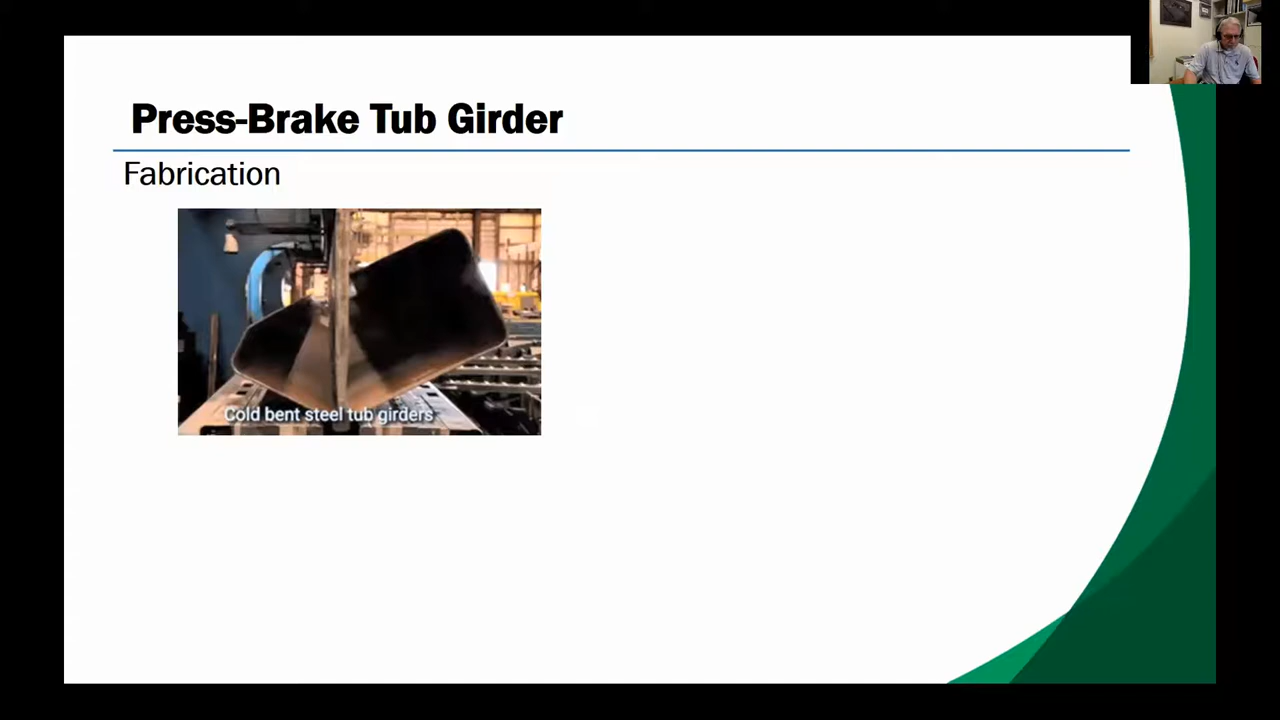 Press-Brake Tub Girder
Fabrication
Cold bent steel tub girders